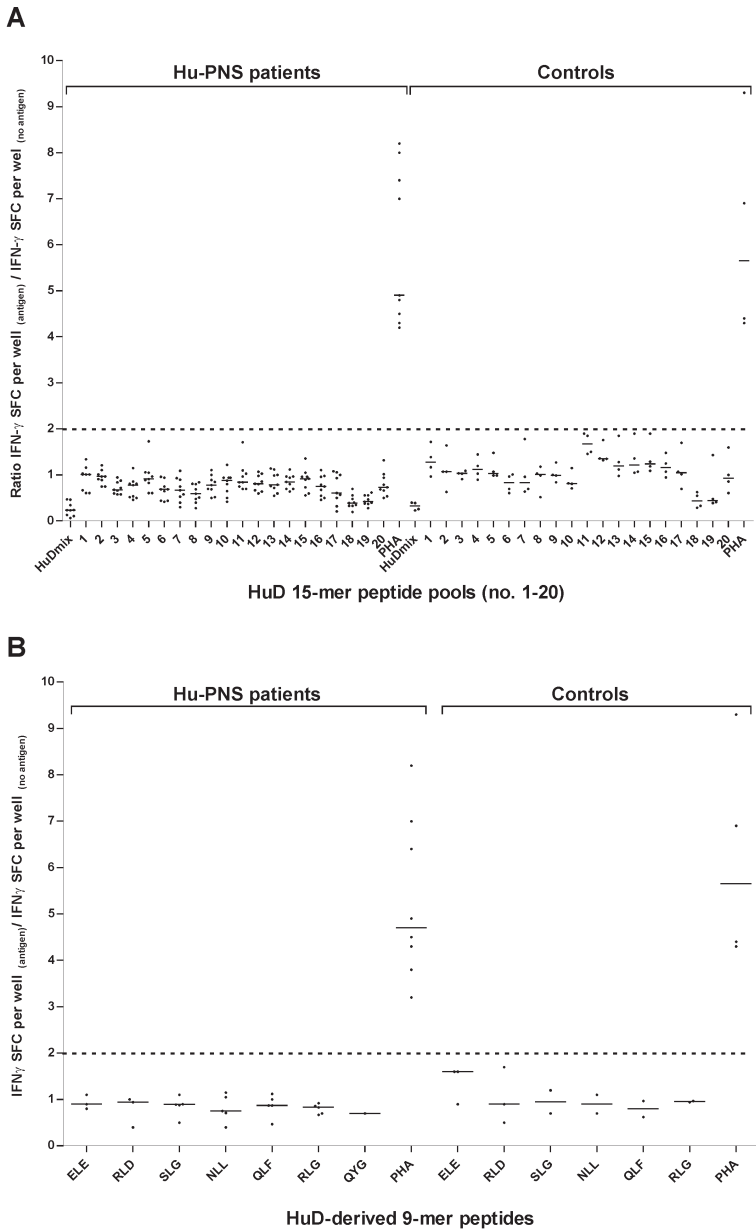 A
Hu-PNS patients
Controls
Ratio IFN-γ SFC per well (antigen) / IFN-γ SFC per wel (no antigen)
10
9
8
7
6
5
4
3
2
1
0
HuDmix 1 2 3 4 5 6 7 8 9 10 11 12 13 14 15 16 17 18 19 20 PHA HuDmix 1 2 3 4 5 6 7 8 9 10 11 12 13 14 15 16 17 18 19 20 PHA
HuD 15-mer peptide pools (no. 1-20)
B
Hu-PNS patients
Controls
IFNγ SFC per well (antigen)/ IFNγ SFC per well (no antigen)
10
9
8
7
6
5
4
3
2
1
0
ELE RLD SLG NLL QLF RLG QYG PHA ELE RLD SLG NLL QLF RLG PHA
HuD-derived 9-mer peptides